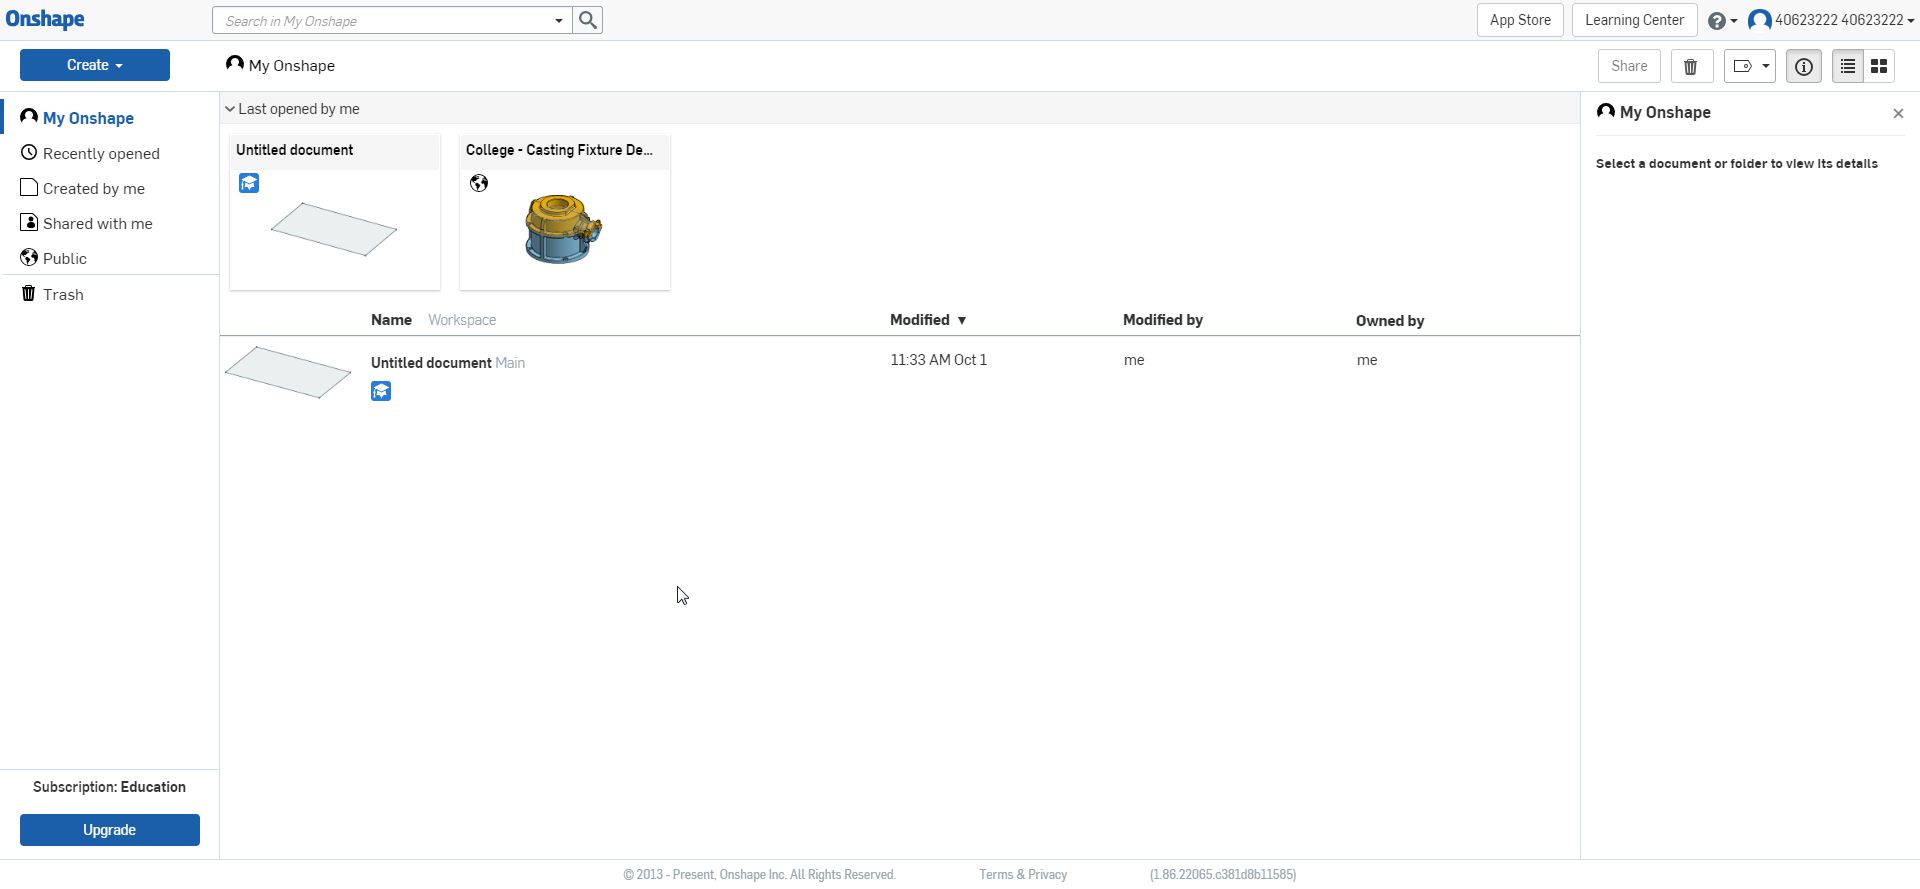 Onshape
Search in My Onshape
App Store
Learning Center
40623222 40623222
Create
My Onshape
Share
My Onshape
Recently opened
Created by me
Shared with me
Public
Trash
Last opened by me
Untitled document
College - Casting Fixture De...
Name Workspace Modified ▼ Modified by Owned by
Untitled document Main 11:33 AM Oct 1 me me
My Onshape
Select a document or folder to view its details
Subscription: Education
Upgrade
© 2013 - Present, Onshape Inc. All Rights Reserved. Terms & Privacy (1.86.22065.c381d8b11585)